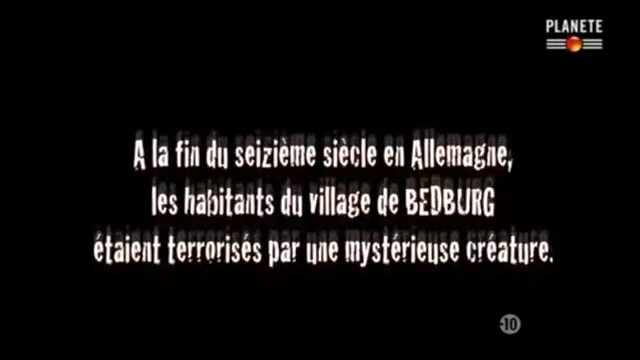 PLANETE
A la fin du seizième siècle en Allemagne,
les habitants du village de BEDBURG
étaient terrorisés par une mystérieuse créature.
-10